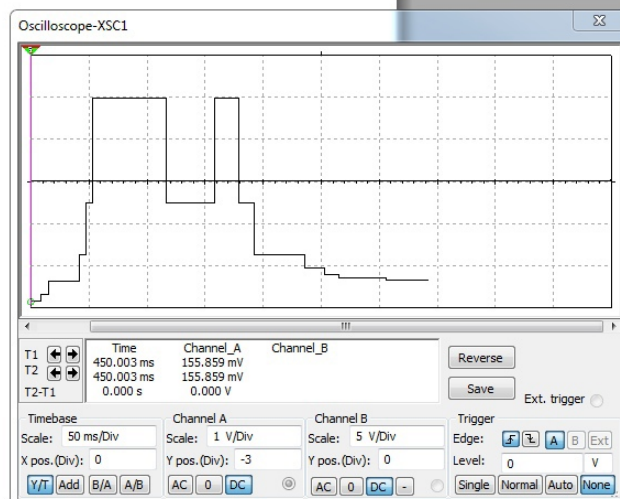 Oscilloscope-XSC1
Time Channel_A Channel_B
T1 450.003 ms 155.859 mV
T2 450.003 ms 155.859 mV
T2-T1 0.000 s 0.000 V
Reverse
Save
Ext. trigger
Timebase
Scale: 50 ms/Div
X pos.(Div): 0
Y/T Add B/A A/B
Channel A
Scale: 1 V/Div
Y pos.(Div): -3
AC 0 DC
Channel B
Scale: 5 V/Div
Y pos.(Div): 0
AC 0 DC -
Trigger
Edge: A B Ext
Level: 0 V
Single Normal Auto None